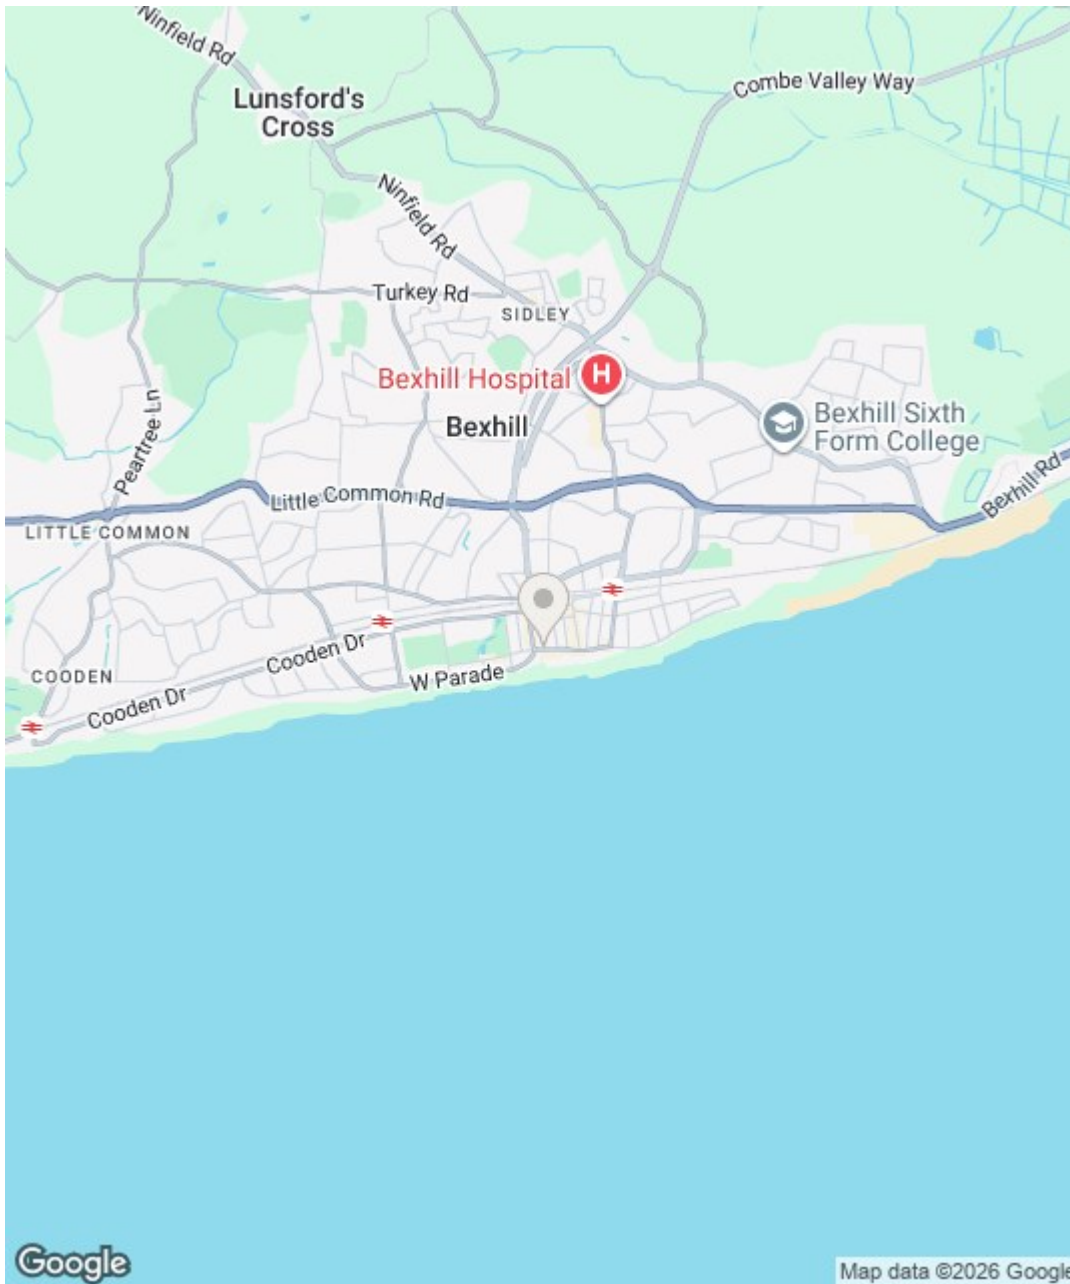 Ninfield Rd
Combe Valley Way
Lunsford's
Cross
Ninfield Rd
Turkey Rd
SIDLEY
Bexhill Hospital
H
Bexhill
Bexhill Sixth
Form College
Peartree Ln
Bexhill Rd
Little Common Rd
LITTLE COMMON
Cooden Dr
COODEN
W Parade
Cooden Dr
Google
Map data ©2026 Google